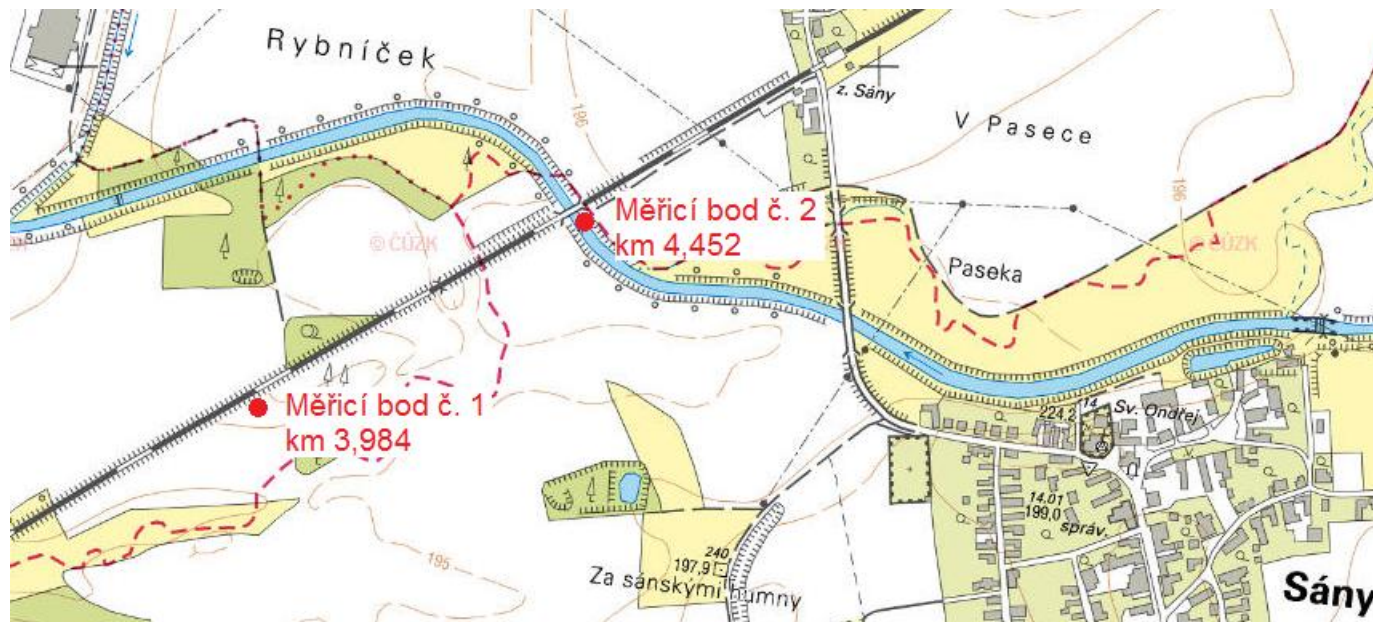 Rybníček
z. Sány
V Pasece
196
Měřicí bod č. 2
km 4,452
196
© ČÚZK
© ČÚZK
Paseka
Měřicí bod č. 1
km 3,984
224,2
14
Sv. Ondřej
14.01
199,0
správ.
195
240
197,9
Za sánskými humny
Sány